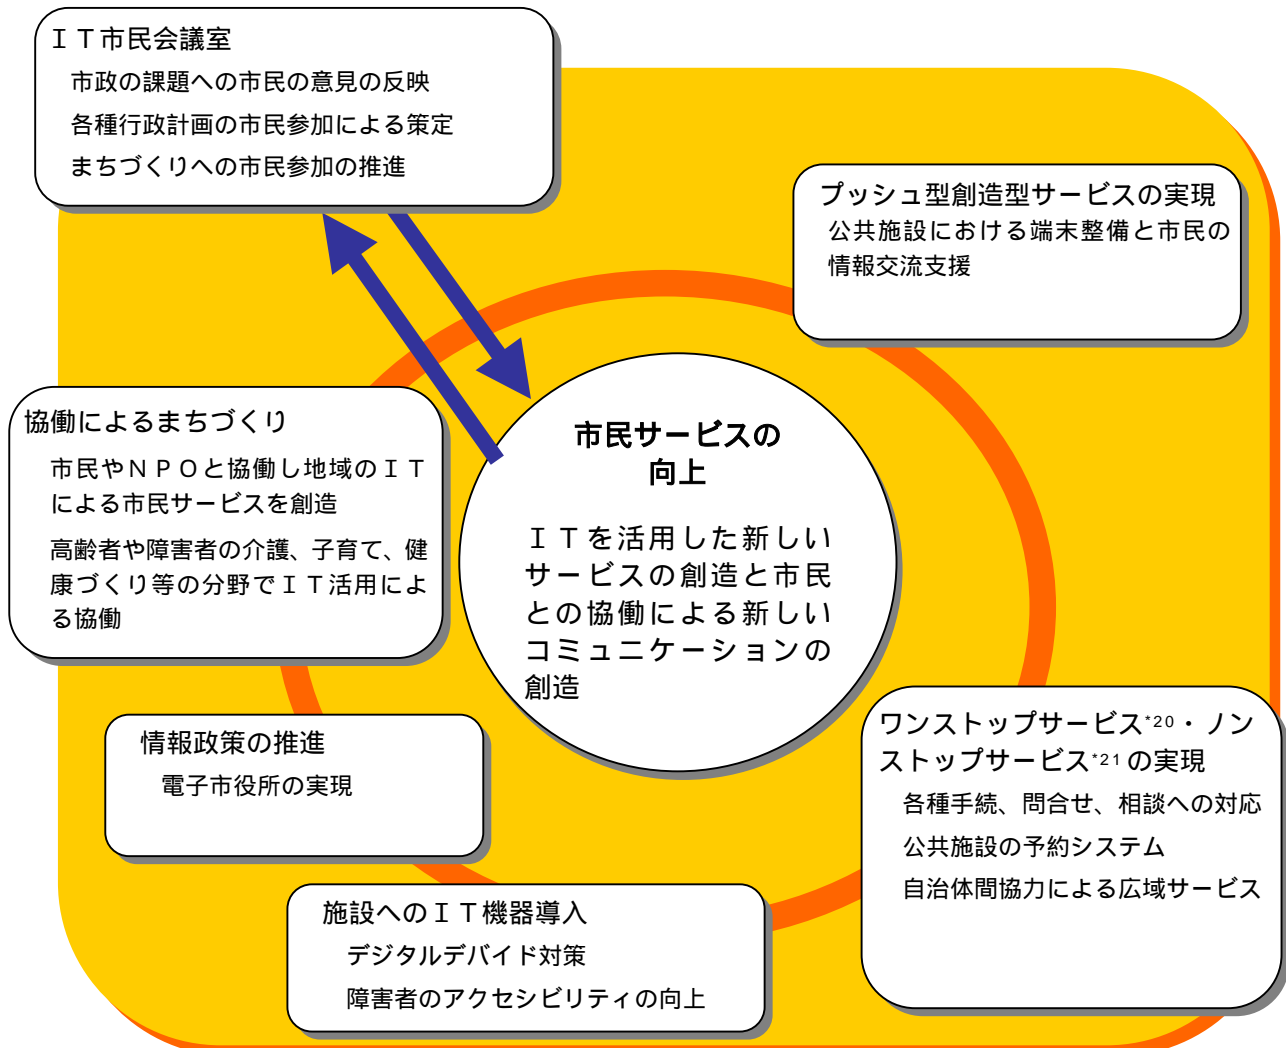 ＩＴ市民会議室
市政の課題への市民の意見の反映
各種行政計画の市民参加による策定
まちづくりへの市民参加の推進
プッシュ型創造型サービスの実現
公共施設における端末整備と市民の
情報交流支援
協働によるまちづくり
市民やＮＰＯと協働し地域のＩＴ
による市民サービスを創造
高齢者や障害者の介護、子育て、健
康づくり等の分野でＩＴ活用によ
る協働
市民サービスの
向上
ＩＴを活用した新しい
サービスの創造と市民
との協働による新しい
コミュニケーションの
創造
情報政策の推進
電子市役所の実現
ワンストップサービス*20・ノン
ストップサービス*21の実現
各種手続、問合せ、相談への対応
公共施設の予約システム
自治体間協力による広域サービス
施設へのＩＴ機器導入
デジタルデバイド対策
障害者のアクセシビリティの向上